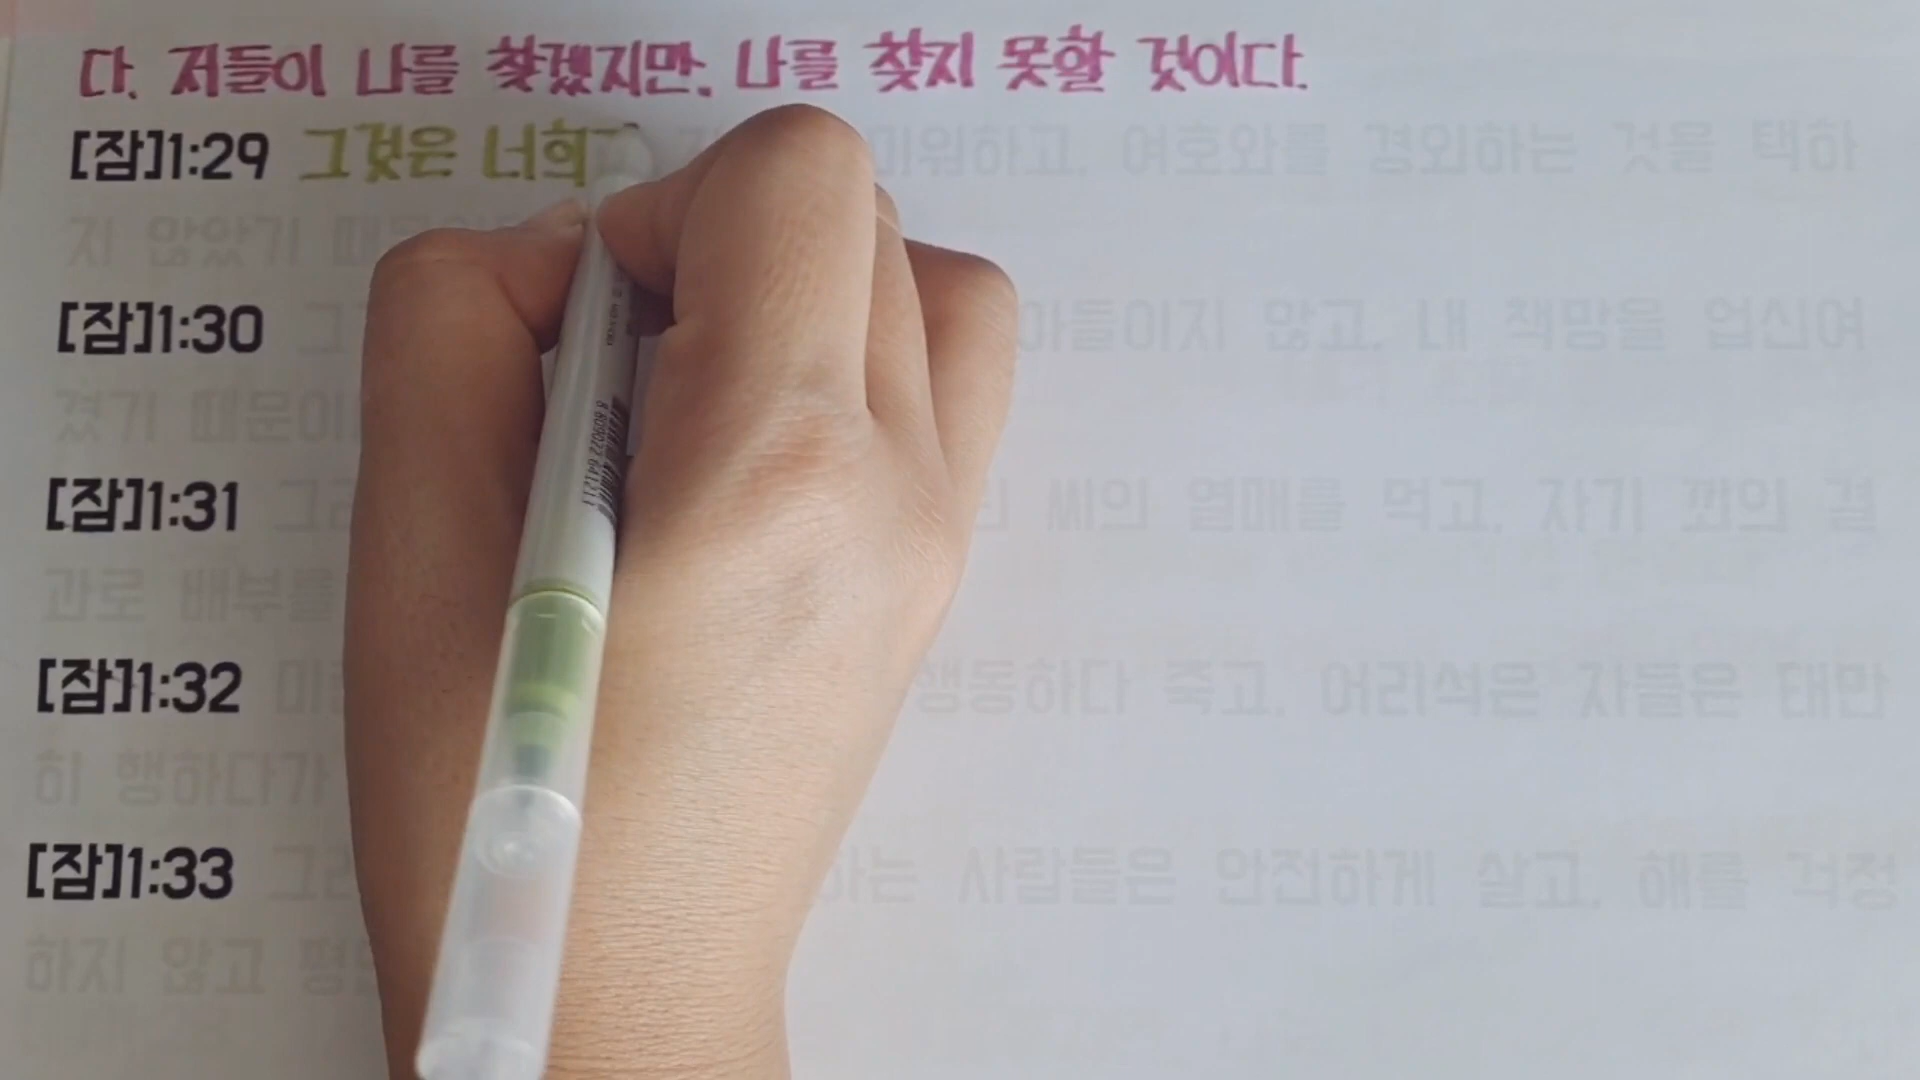 다. 저들이 나를 찾겠지만, 나를 찾지 못할 것이다.
[잠]1:29 그것은 너희가 미워하고, 여호와를 경외하는 것을 택하
지 않았기 때문이
[잠]1:30 그 않고, 내 책망을 업신여
겼기 때문이
[잠]1:31 씨의 열매를 먹고, 자기 꾀의 결
과로 배부를
[잠]1:32 행동하다 죽고, 어리석은 자들은 태만
히 행하다가
[잠]1:33 하는 사람들은 안전하게 살고, 해를 걱정
하지 않고
8 809022 641211